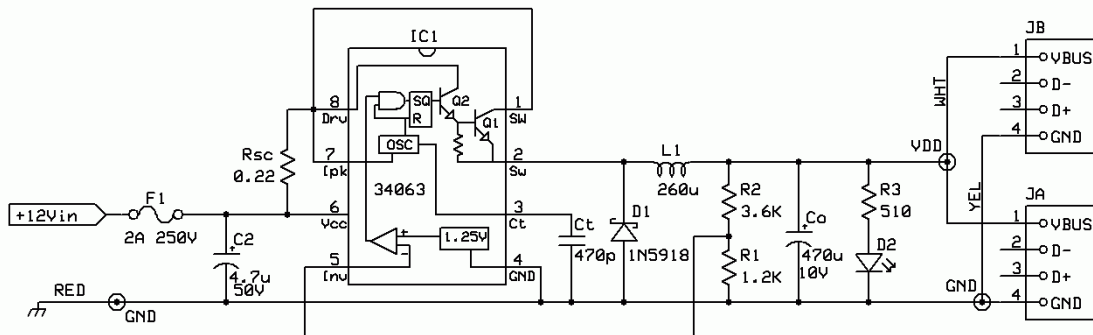 JB
IC1
1 VBUS
2 D-
3 D+
4 GND
WHT
8 Drv
SQ
R
Q2
Q1
1 SW
7 Ipk
OSC
2 Sw
Rsc
0.22
34063
L1
260u
VDD
YEL
R2
3.6K
R3
510
JA
+12Vin
F1
2A 250V
6 Vcc
3 Ct
Ct
470p
D1
1N5918
Co
470u
10V
D2
1 VBUS
2 D-
3 D+
4 GND
C2
4.7u
50V
+
-
1.25V
5 Inv
4 GND
R1
1.2K
RED
GND
GND